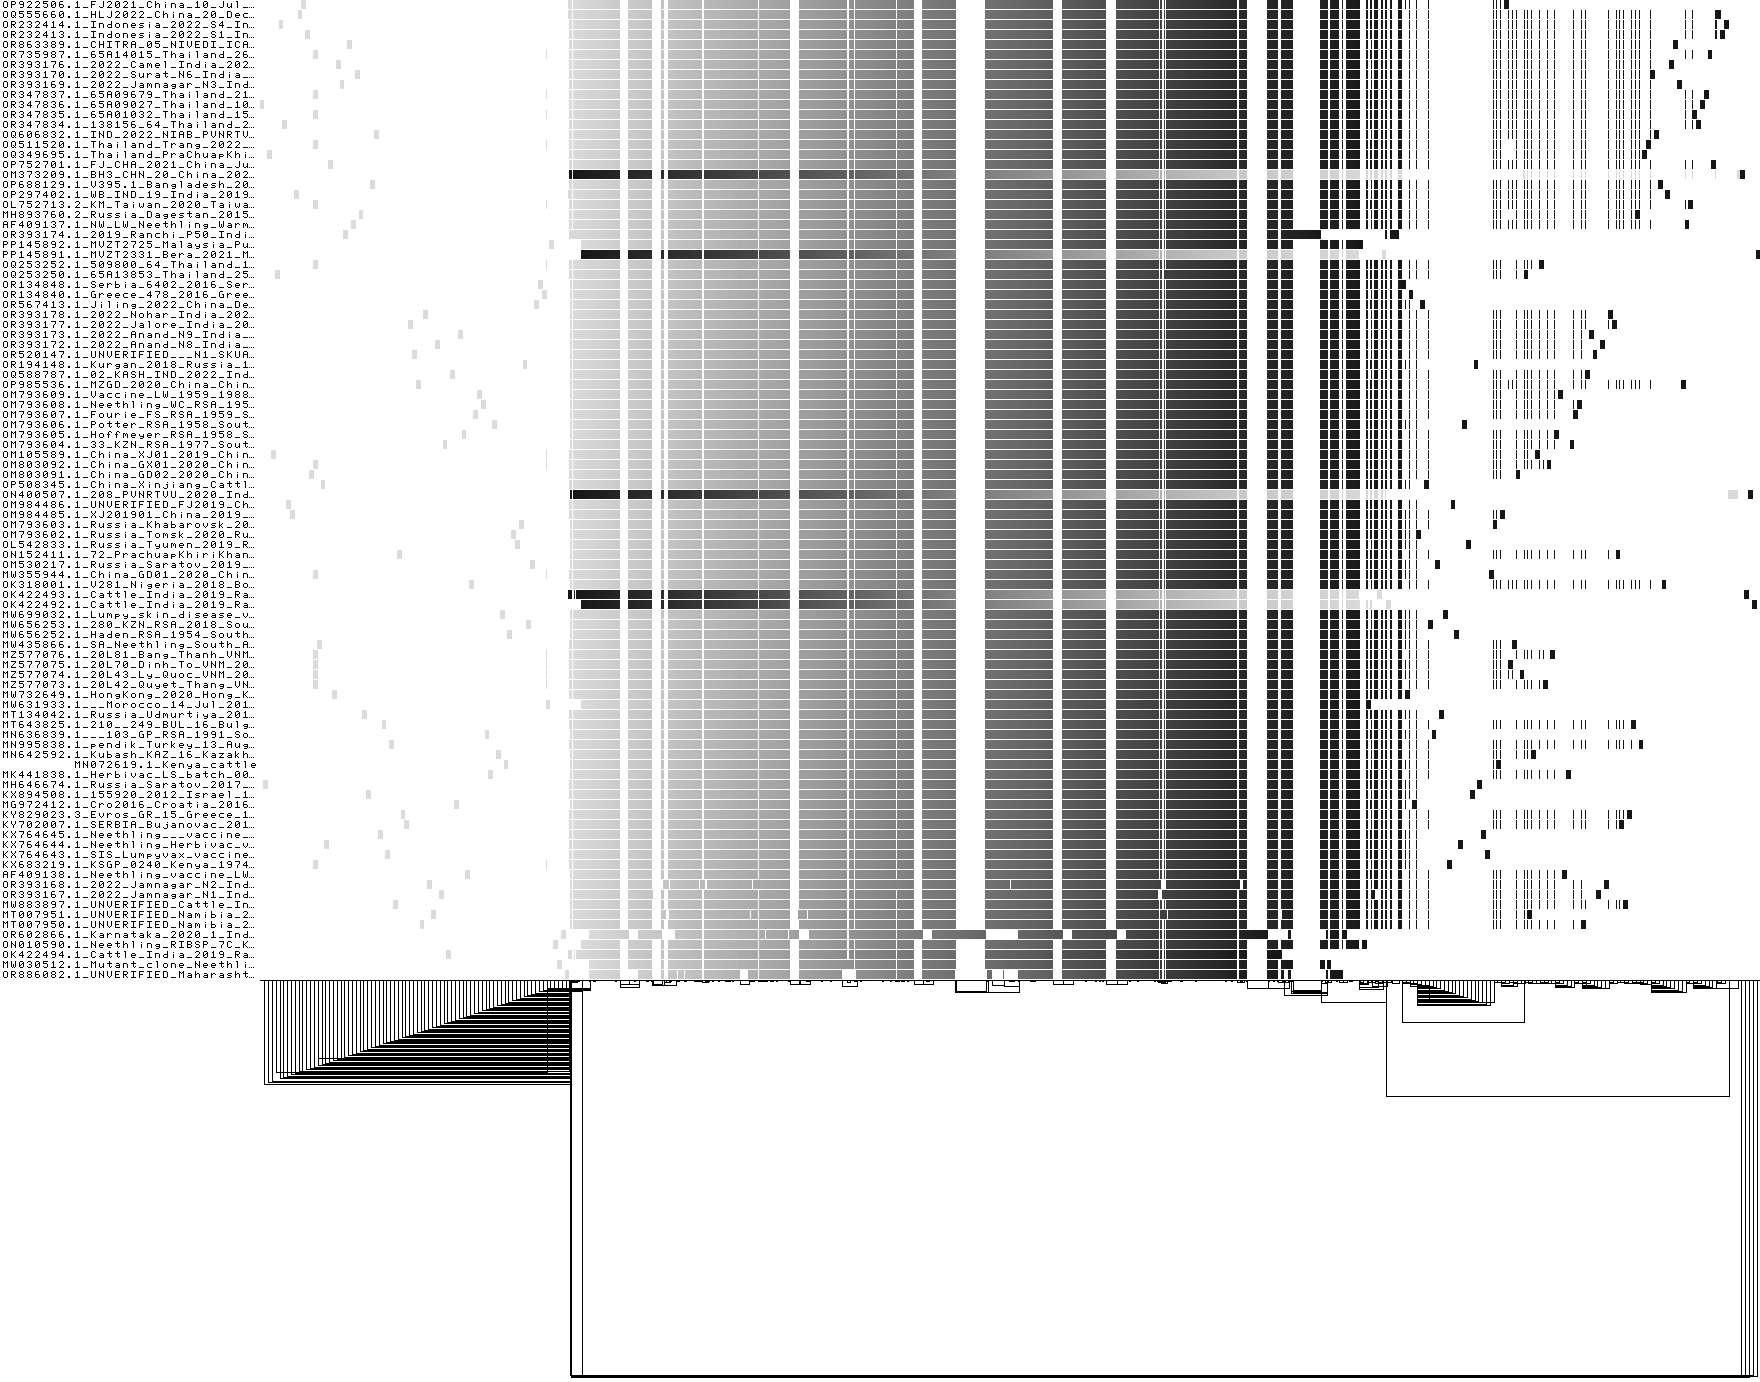 OP922506.1_FJ2021_China_10_Jul_…
OQ555660.1_HLJ2022_China_20_Dec…
OR232414.1_Indonesia_2022_S4_In…
OR232413.1_Indonesia_2022_S1_In…
OR863389.1_CHITRA_05_NIVEDI_ICA…
OR735987.1_65A14015_Thailand_26…
OR393176.1_2022_Camel_India_202…
OR393170.1_2022_Surat_N6_India_…
OR393169.1_2022_Jamnagar_N3_Ind…
OR347837.1_65A09679_Thailand_21…
OR347836.1_65A09027_Thailand_10…
OR347835.1_65A01032_Thailand_15…
OR347834.1_138156_64_Thailand_2…
OQ606832.1_IND_2022_NIAB_PVNRTV…
OQ511520.1_Thailand_Trang_2022_…
OQ349695.1_Thailand_PraChuapKhi…
OP752701.1_FJ_CHA_2021_China_Ju…
OM373209.1_BH3_CHN_20_China_202…
OP688129.1_V395.1_Bangladesh_20…
OP297402.1_WB_IND_19_India_2019…
OL752713.2_KM_Taiwan_2020_Taiwa…
MH893760.2_Russia_Dagestan_2015…
AF409137.1_NW_LW_Neethling_Warm…
OR393174.1_2019_Ranchi_P50_Indi…
PP145892.1_MVZT2725_Malaysia_Pu…
PP145891.1_MVZT2331_Bera_2021_M…
OQ253252.1_509800_64_Thailand_1…
OQ253250.1_65A13853_Thailand_25…
OR134848.1_Serbia_6402_2016_Ser…
OR134840.1_Greece_478_2016_Gree…
OR567413.1_Jiling_2022_China_De…
OR393178.1_2022_Nohar_India_202…
OR393177.1_2022_Jalore_India_20…
OR393173.1_2022_Anand_N9_India_…
OR393172.1_2022_Anand_N8_India_…
OR520147.1_UNVERIFIED___N1_SKUA…
OR194148.1_Kurgan_2018_Russia_1…
OQ588787.1_02_KASH_IND_2022_Ind…
OP985536.1_MZGD_2020_China_Chin…
OM793609.1_Vaccine_LW_1959_1988…
OM793608.1_Neethling_WC_RSA_195…
OM793607.1_Fourie_FS_RSA_1959_S…
OM793606.1_Potter_RSA_1958_Sout…
OM793605.1_Hoffmeyer_RSA_1958_S…
OM793604.1_33_KZN_RSA_1977_Sout…
OM105589.1_China_XJ01_2019_Chin…
OM803092.1_China_GX01_2020_Chin…
OM803091.1_China_GD02_2020_Chin…
OP508345.1_China_Xinjiang_Cattl…
ON400507.1_208_PVNRTVU_2020_Ind…
OM984486.1_UNVERIFIED_FJ2019_Ch…
OM984485.1_XJ201901_China_2019_…
OM793603.1_Russia_Khabarovsk_20…
OM793602.1_Russia_Tomsk_2020_Ru…
OL542833.1_Russia_Tyumen_2019_R…
ON152411.1_72_PrachuapKhiriKhan…
OM530217.1_Russia_Saratov_2019_…
MW355944.1_China_GD01_2020_Chin…
OK318001.1_V281_Nigeria_2018_Bo…
OK422493.1_Cattle_India_2019_Ra…
OK422492.1_Cattle_India_2019_Ra…
MW699032.1_Lumpy_skin_disease_v…
MW656253.1_280_KZN_RSA_2018_Sou…
MW656252.1_Haden_RSA_1954_South…
MW435866.1_SA_Neethling_South_A…
MZ577076.1_20L81_Bang_Thanh_VNM…
MZ577075.1_20L70_Dinh_To_VNM_20…
MZ577074.1_20L43_Ly_Quoc_VNM_20…
MZ577073.1_20L42_Quyet_Thang_VN…
MW732649.1_HongKong_2020_Hong_K…
MW631933.1___Morocco_14_Jul_201…
MT134042.1_Russia_Udmurtiya_201…
MT643825.1_210__249_BUL_16_Bulg…
MN636839.1___103_GP_RSA_1991_So…
MN995838.1_pendik_Turkey_13_Aug…
MN642592.1_Kubash_KAZ_16_Kazakh…
MN072619.1_Kenya_cattle
MK441838.1_Herbivac_LS_batch_00…
MH646674.1_Russia_Saratov_2017_…
KX894508.1_155920_2012_Israel_1…
MG972412.1_Cro2016_Croatia_2016…
KY829023.3_Evros_GR_15_Greece_1…
KY702007.1_SERBIA_Bujanovac_201…
KX764645.1_Neethling___vaccine_…
KX764644.1_Neethling_Herbivac_v…
KX764643.1_SIS_Lumpyvax_vaccine…
KX683219.1_KSGP_0240_Kenya_1974…
AF409138.1_Neethling_vaccine_LW…
OR393168.1_2022_Jamnagar_N2_Ind…
OR393167.1_2022_Jamnagar_N1_Ind…
MW883897.1_UNVERIFIED_Cattle_In…
MT007951.1_UNVERIFIED_Namibia_2…
MT007950.1_UNVERIFIED_Namibia_2…
OR602866.1_Karnataka_2020_1_Ind…
ON010590.1_Neethling_RIBSP_7C_K…
OK422494.1_Cattle_India_2019_Ra…
MW030512.1_Mutant_clone_Neethli…
OR886082.1_UNVERIFIED_Maharasht…